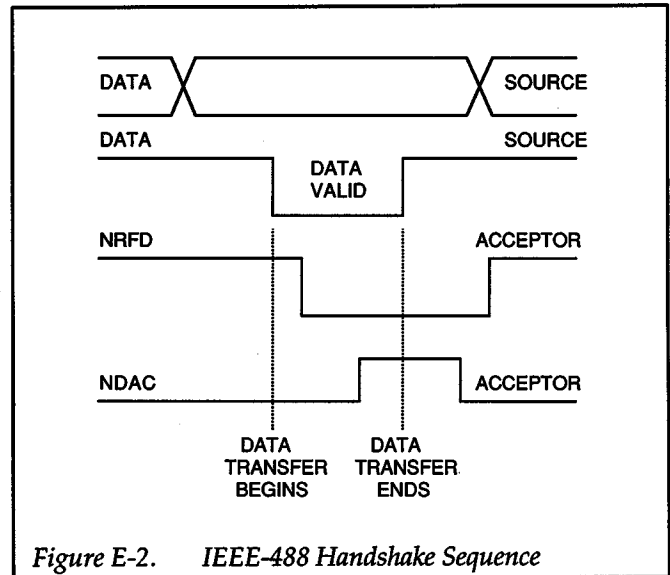 DATA SOURCE
DATA SOURCE
DATA
VALID
NRFD ACCEPTOR
NDAC ACCEPTOR
DATA DATA
TRANSFER TRANSFER
BEGINS ENDS
Figure E-2. IEEE-488 Handshake Sequence